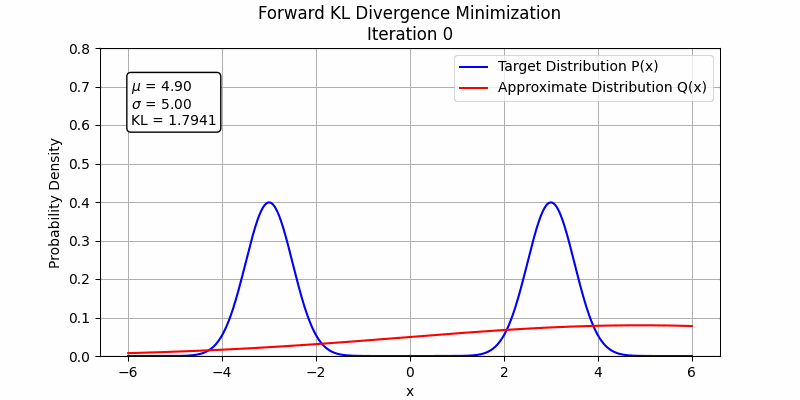 Forward KL Divergence Minimization
Iteration 0
Probability Density
0.8
0.7
0.6
0.5
0.4
0.3
0.2
0.1
0.0
μ = 4.90
σ = 5.00
KL = 1.7941
Target Distribution P(x)
Approximate Distribution Q(x)
−6
−4
−2
0
2
4
6
x